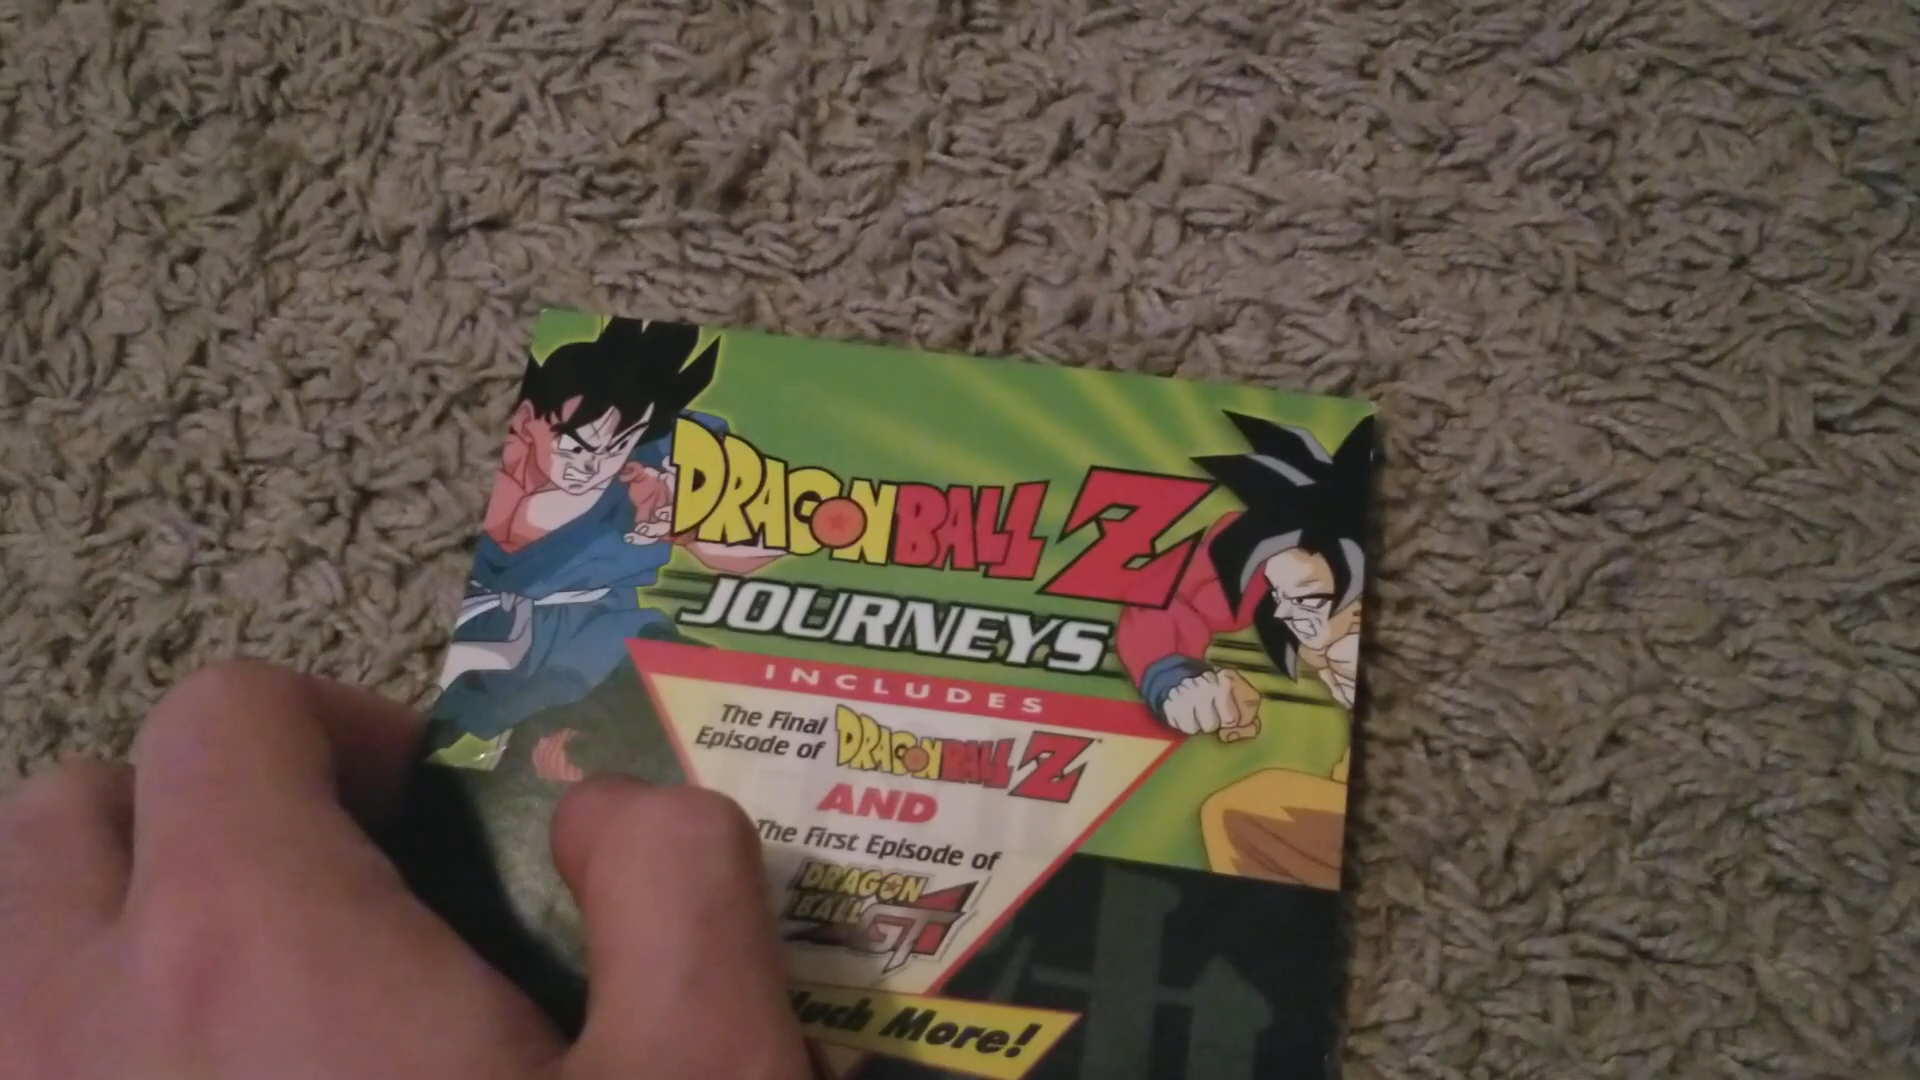 DRAGON BALL Z
JOURNEYS
INCLUDES
The Final
Episode of DRAGON BALL Z
AND
The First Episode of
DRAGON
BALL GT
More!